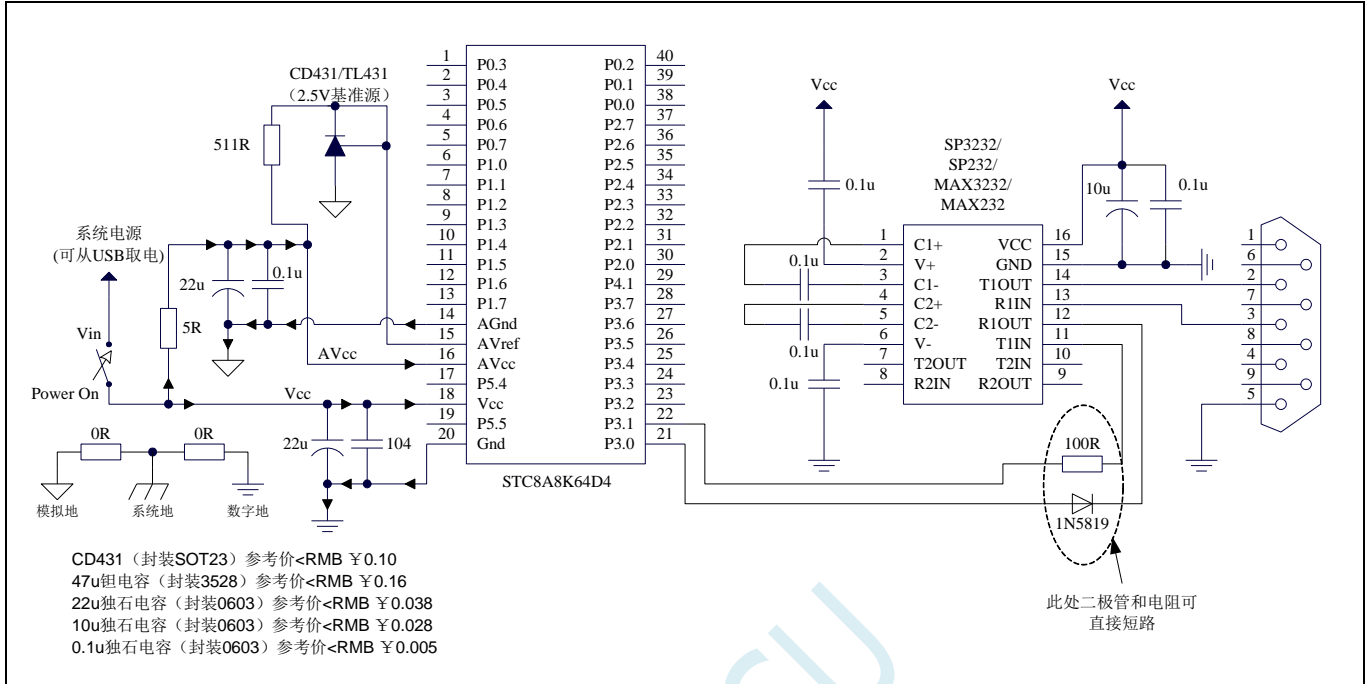 CD431/TL431
(2.5V基准源)
511R
系统电源
(可从USB取电)
Vin
Power On
5R
22u
0.1u
AVcc
Vcc
22u
104
0R
0R
模拟地
系统地
数字地
1 P0.3
2 P0.4
3 P0.5
4 P0.6
5 P0.7
6 P1.0
7 P1.1
8 P1.2
9 P1.3
10 P1.4
11 P1.5
12 P1.6
13 P1.7
14 AGnd
15 AVref
16 AVcc
17 P5.4
18 Vcc
19 P5.5
20 Gnd
P0.2 40
P0.1 39
P0.0 38
P2.7 37
P2.6 36
P2.5 35
P2.4 34
P2.3 33
P2.2 32
P2.1 31
P2.0 30
P4.1 29
P3.7 28
P3.6 27
P3.5 26
P3.4 25
P3.3 24
P3.2 23
P3.1 22
P3.0 21
STC8A8K64D4
Vcc
0.1u
0.1u
0.1u
0.1u
SP3232/
SP232/
MAX3232/
MAX232
1 C1+
2 V+
3 C1-
4 C2+
5 C2-
6 V-
7 T2OUT
8 R2IN
VCC 16
GND 15
T1OUT 14
R1IN 13
R1OUT 12
T1IN 11
T2IN 10
R2OUT 9
Vcc
10u
0.1u
1
6
2
7
3
8
4
9
5
100R
1N5819
此处二极管和电阻可
直接短路
CD431(封装SOT23)参考价<RMB ¥0.10
47u钽电容(封装3528)参考价<RMB ¥0.16
22u独石电容(封装0603)参考价<RMB ¥0.038
10u独石电容(封装0603)参考价<RMB ¥0.028
0.1u独石电容(封装0603)参考价<RMB ¥0.005